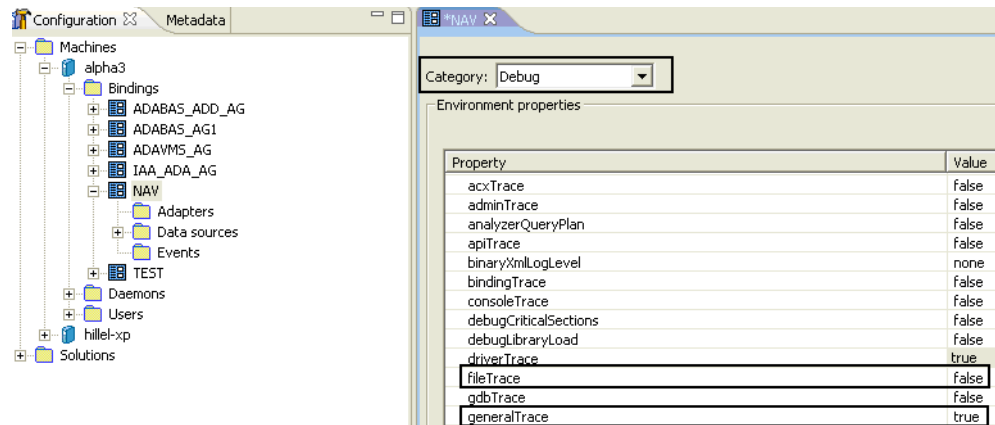 Configuration Metadata
Machines
alpha3
Bindings
ADABAS_ADD_AG
ADABAS_AG1
ADAVMS_AG
IAA_ADA_AG
NAV
Adapters
Data sources
Events
TEST
Daemons
Users
hillel-xp
Solutions
*NAV
Category: Debug
Environment properties
Property Value
acxTrace false
adminTrace false
analyzerQueryPlan false
apiTrace false
binaryXmlLogLevel none
bindingTrace false
consoleTrace false
debugCriticalSections false
debugLibraryLoad false
driverTrace true
fileTrace false
gdbTrace false
generalTrace true